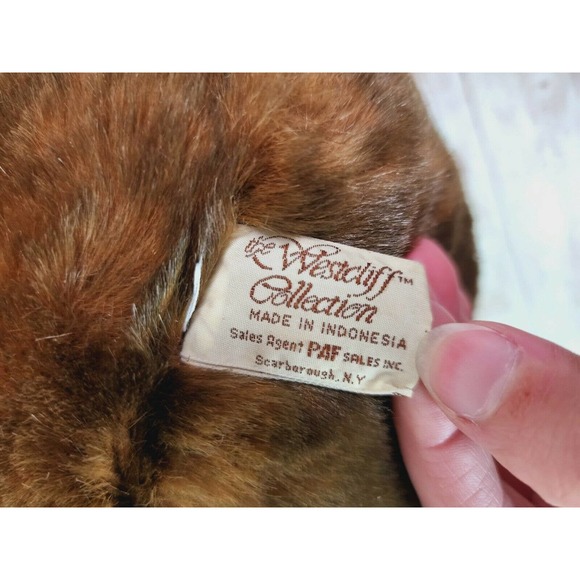 the Westcliff™
Collection
MADE IN INDONESIA
Sales Agent PAF SALES INC.
Scarborough, N.Y